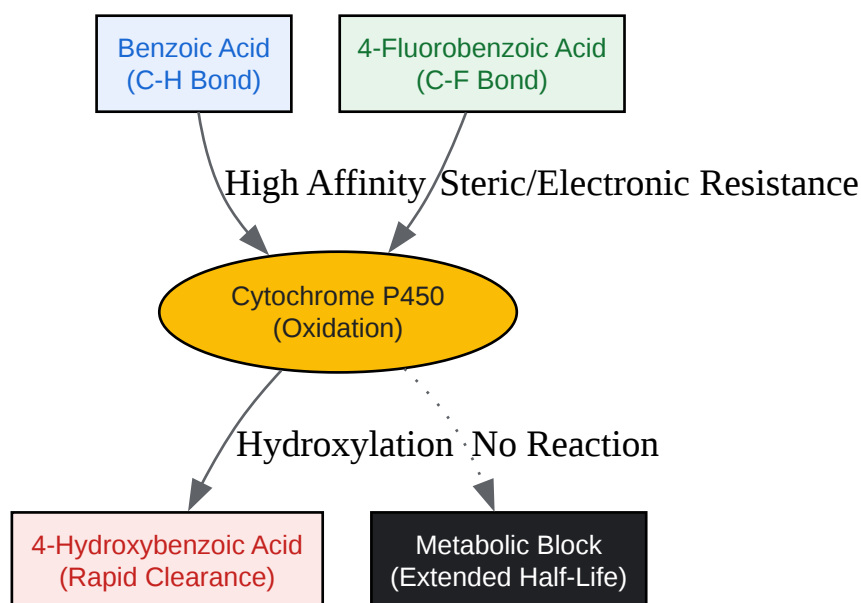 Benzoic Acid
(C-H Bond)
4-Fluorobenzoic Acid
(C-F Bond)
High Affinity
Steric/Electronic Resistance
Cytochrome P450
(Oxidation)
Hydroxylation
No Reaction
4-Hydroxybenzoic Acid
(Rapid Clearance)
Metabolic Block
(Extended Half-Life)